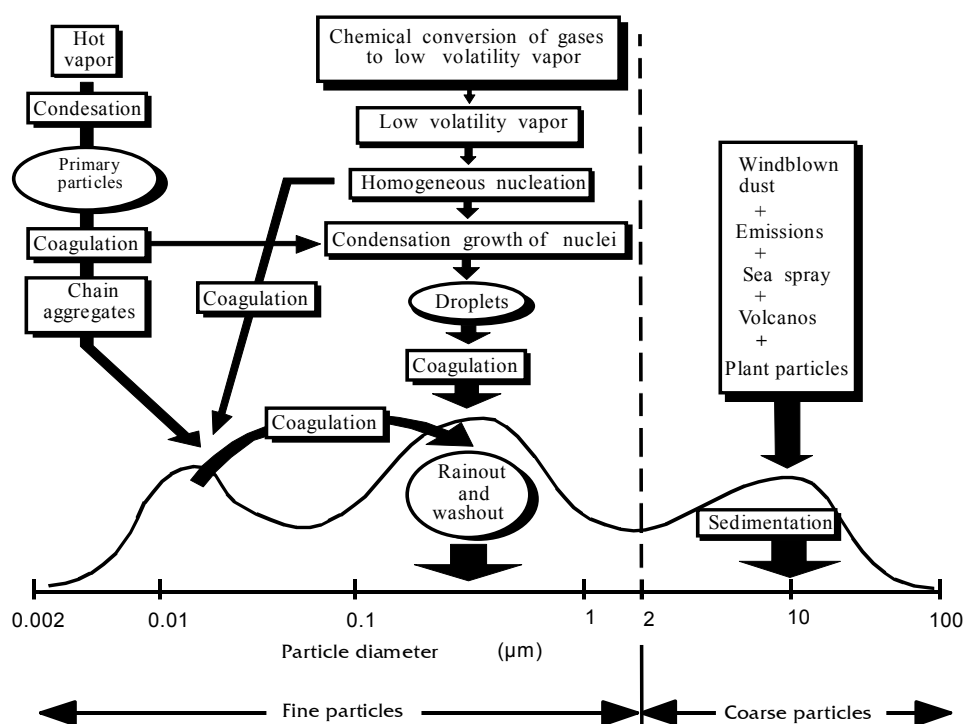 Hot
vapor
Condesation
Primary
particles
Coagulation
Chain
aggregates
Chemical conversion of gases
to low volatility vapor
Low volatility vapor
Homogeneous nucleation
Condensation growth of nuclei
Coagulation
Droplets
Coagulation
Coagulation
Rainout
and
washout
Windblown
dust
+
Emissions
+
Sea spray
+
Volcanos
+
Plant particles
Sedimentation
0.002
0.01
0.1
1
2
10
100
Particle diameter (μm)
Fine particles
Coarse particles